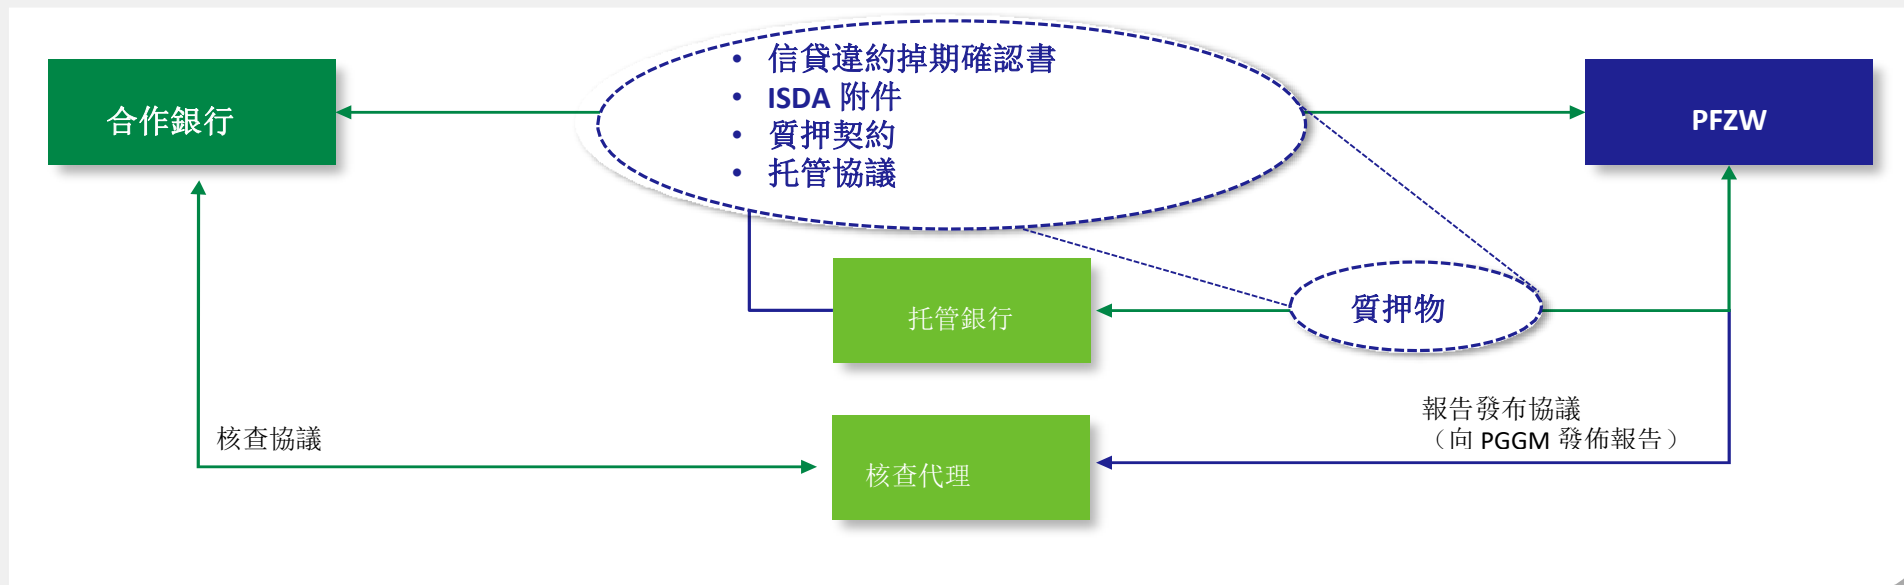 • 信貸違約掉期確認書
• ISDA 附件
• 質押契約
• 托管協議
合作銀行
PFZW
托管銀行
質押物
報告發布協議
（向 PGGM 發佈報告）
核查協議
核查代理